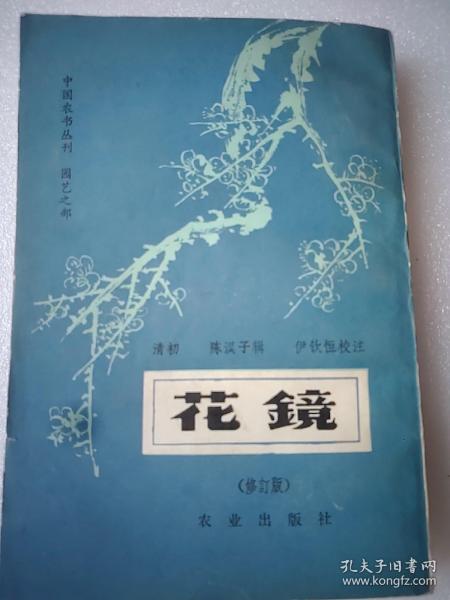 中国农书丛刊 园艺之部
清初 陈淏子辑 伊钦恒校注
花鏡
(修訂版)
农业出版社
孔夫子旧书网
www.kongfz.com